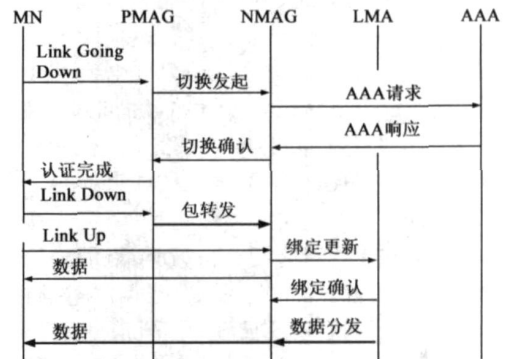 MN PMAG NMAG LMA AAA
Link Going
Down
切换发起
AAA请求
AAA响应
切换确认
认证完成
Link Down
包转发
Link Up
绑定更新
数据
绑定确认
数据分发
数据